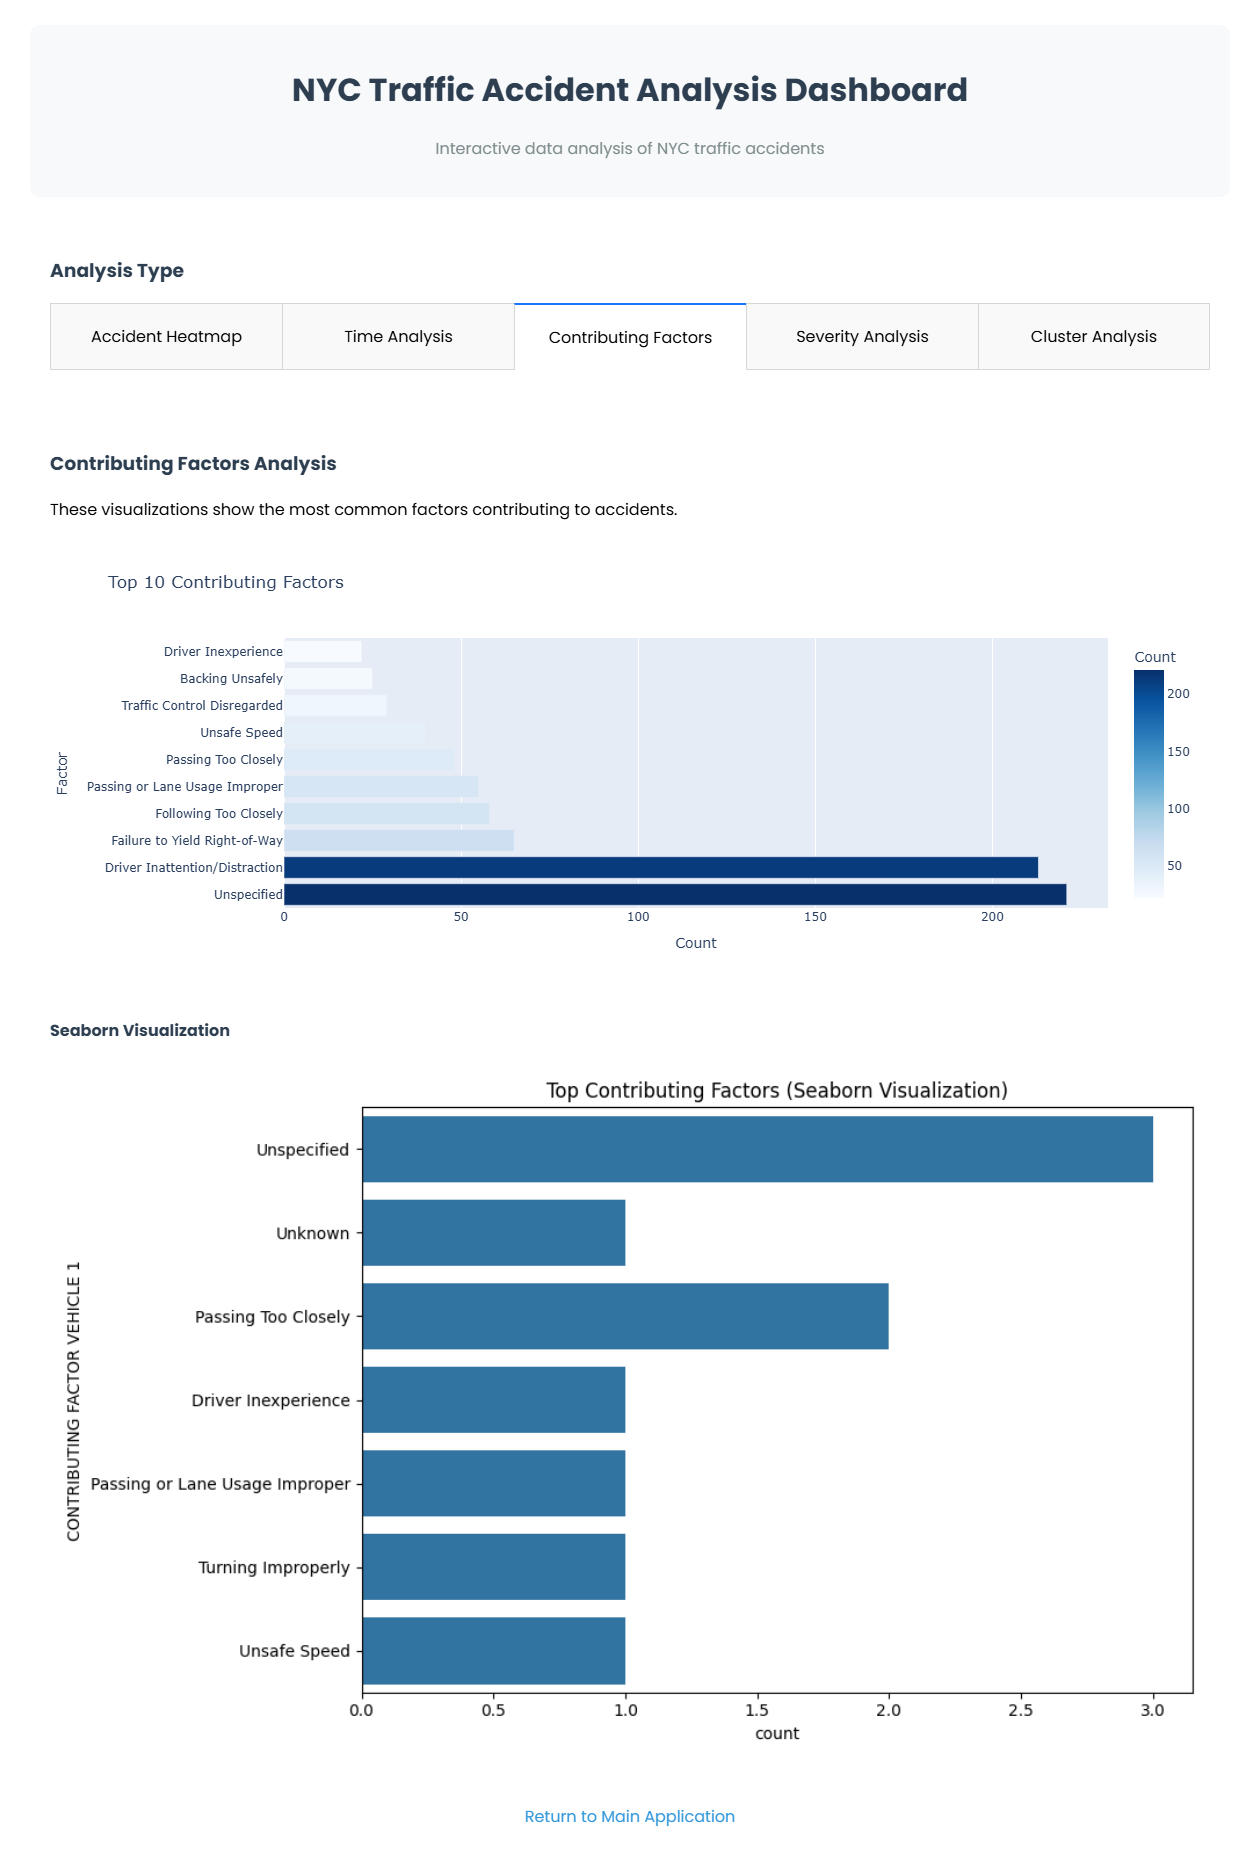 NYC Traffic Accident Analysis Dashboard
Interactive data analysis of NYC traffic accidents
Analysis Type
Accident Heatmap
Time Analysis
Contributing Factors
Severity Analysis
Cluster Analysis
Contributing Factors Analysis
These visualizations show the most common factors contributing to accidents.
Top 10 Contributing Factors
Factor
Driver Inexperience
Backing Unsafely
Traffic Control Disregarded
Unsafe Speed
Passing Too Closely
Passing or Lane Usage Improper
Following Too Closely
Failure to Yield Right-of-Way
Driver Inattention/Distraction
Unspecified
0 50 100 150 200
Count
Count
200
150
100
50
Seaborn Visualization
Top Contributing Factors (Seaborn Visualization)
CONTRIBUTING FACTOR VEHICLE 1
Unspecified
Unknown
Passing Too Closely
Driver Inexperience
Passing or Lane Usage Improper
Turning Improperly
Unsafe Speed
0.0 0.5 1.0 1.5 2.0 2.5 3.0
count
Return to Main Application